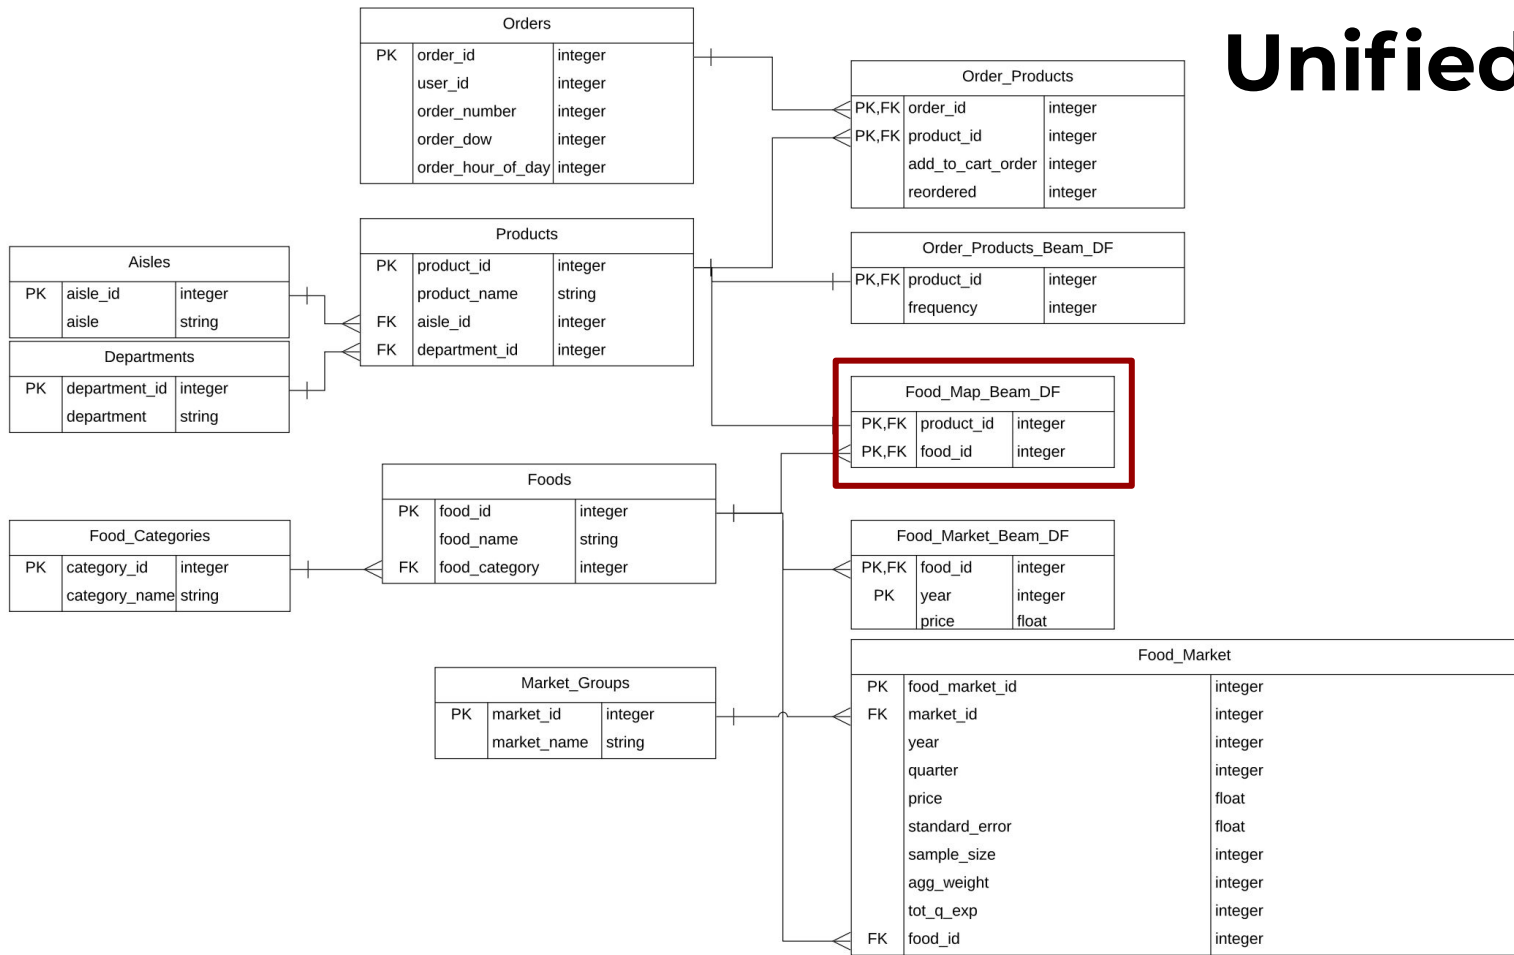 Unified
Orders
PK order_id integer
user_id integer
order_number integer
order_dow integer
order_hour_of_day integer
Order_Products
PK,FK order_id integer
PK,FK product_id integer
add_to_cart_order integer
reordered integer
Products
PK product_id integer
product_name string
FK aisle_id integer
FK department_id integer
Order_Products_Beam_DF
PK,FK product_id integer
frequency integer
Aisles
PK aisle_id integer
aisle string
Departments
PK department_id integer
department string
Food_Map_Beam_DF
PK,FK product_id integer
PK,FK food_id integer
Foods
PK food_id integer
food_name string
FK food_category integer
Food_Categories
PK category_id integer
category_name string
Food_Market_Beam_DF
PK,FK food_id integer
PK year integer
price float
Market_Groups
PK market_id integer
market_name string
Food_Market
PK food_market_id integer
FK market_id integer
year integer
quarter integer
price float
standard_error float
sample_size integer
agg_weight integer
tot_q_exp integer
FK food_id integer